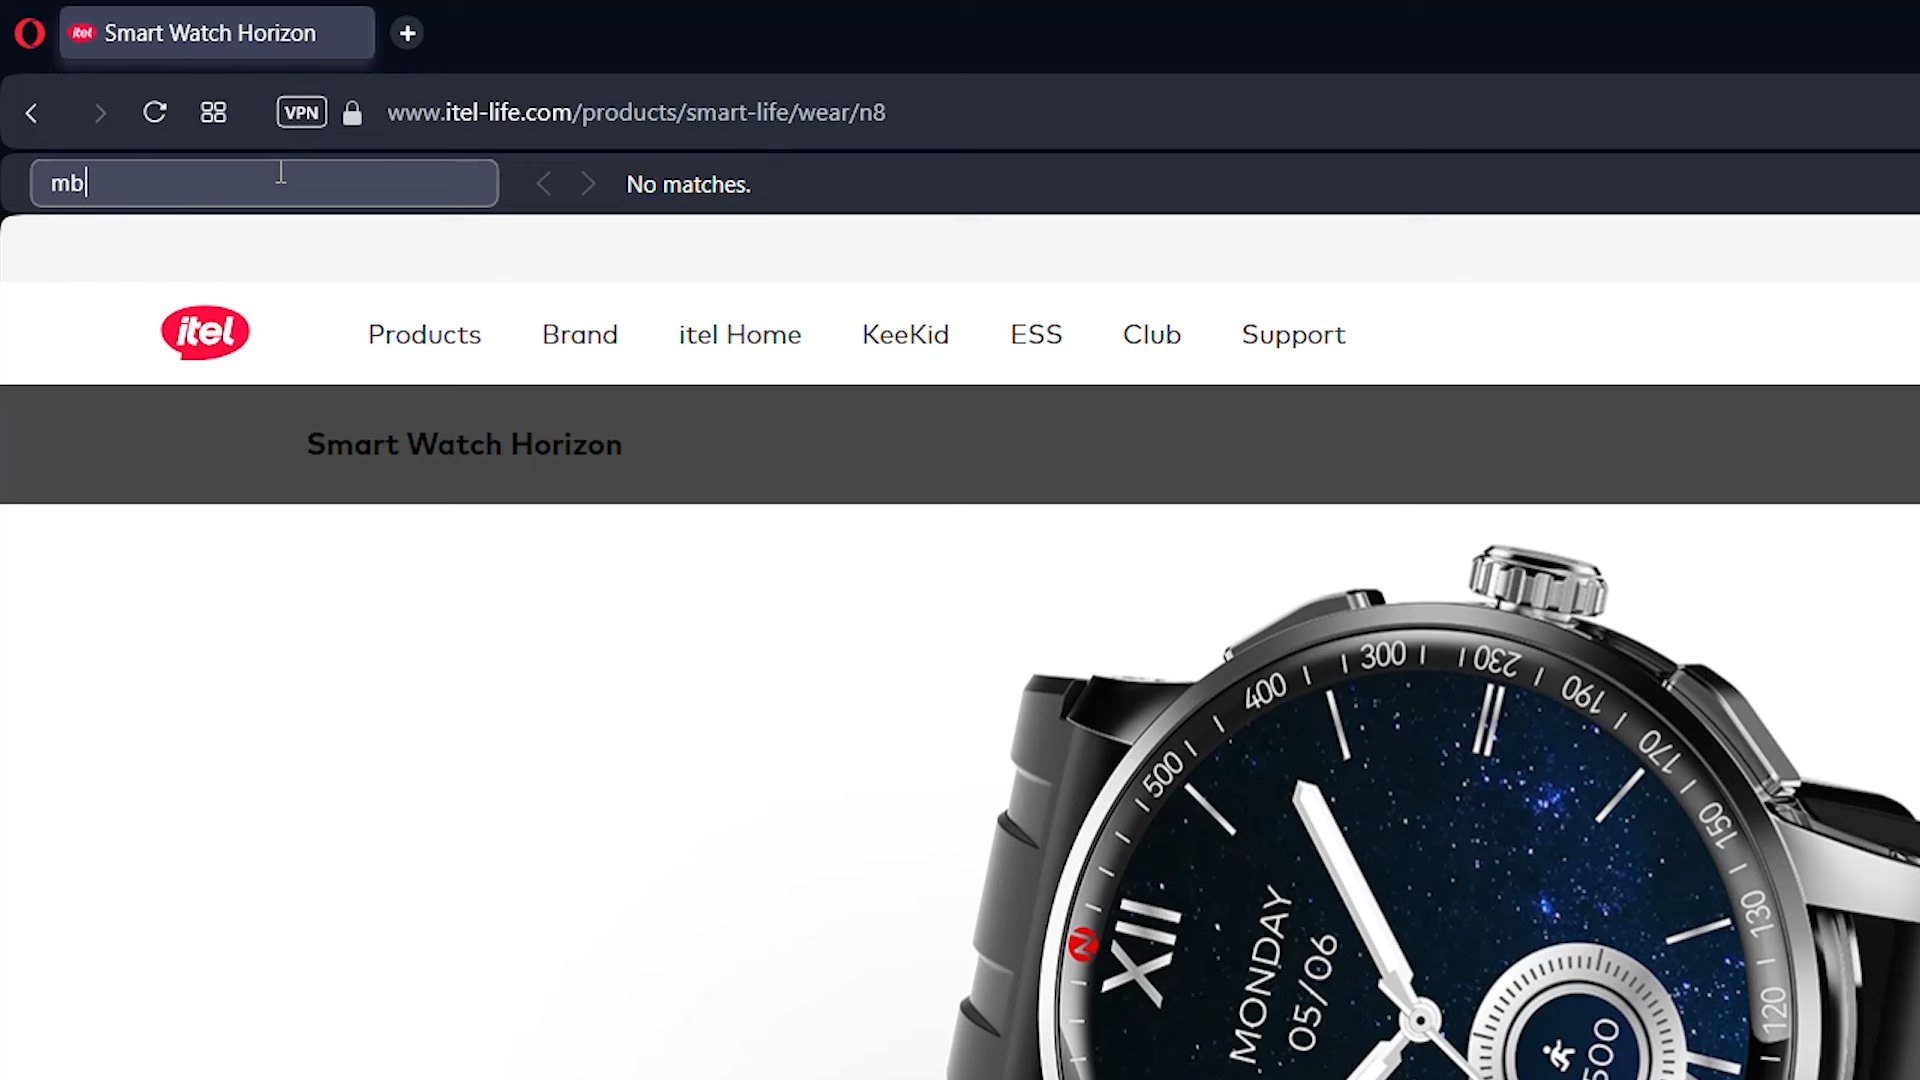 itel Smart Watch Horizon
VPN www.itel-life.com/products/smart-life/wear/n8
mb
No matches.
itel Products Brand itel Home KeeKid ESS Club Support
Smart Watch Horizon
500 400 300 230 190 170 150 130 120
N
XII
MONDAY
05/06